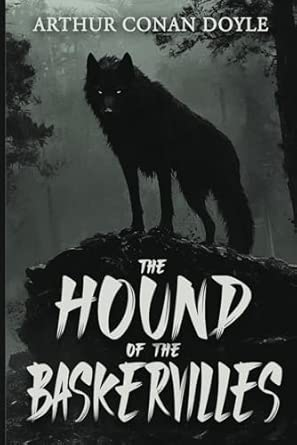 ARTHUR CONAN DOYLE
THE
HOUND
OF THE
BASKERVILLES